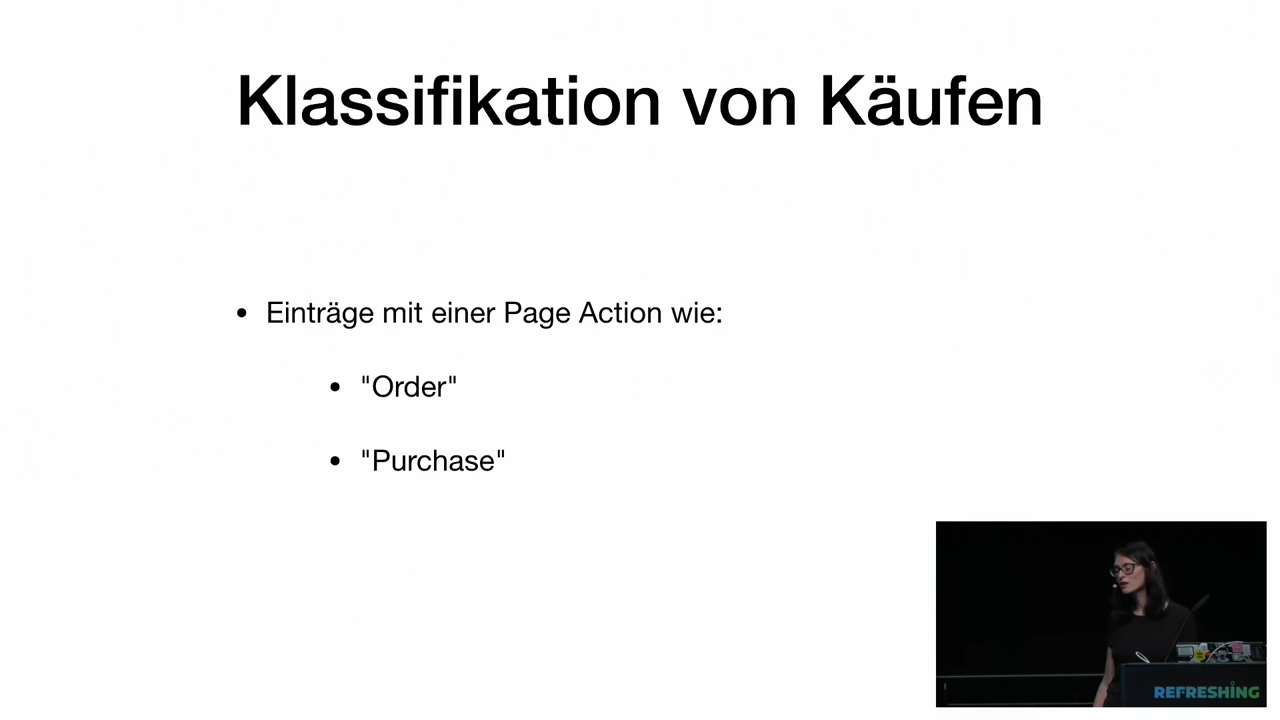 Klassifikation von Käufen
• Einträge mit einer Page Action wie:
• "Order"
• "Purchase"
REFRESHING